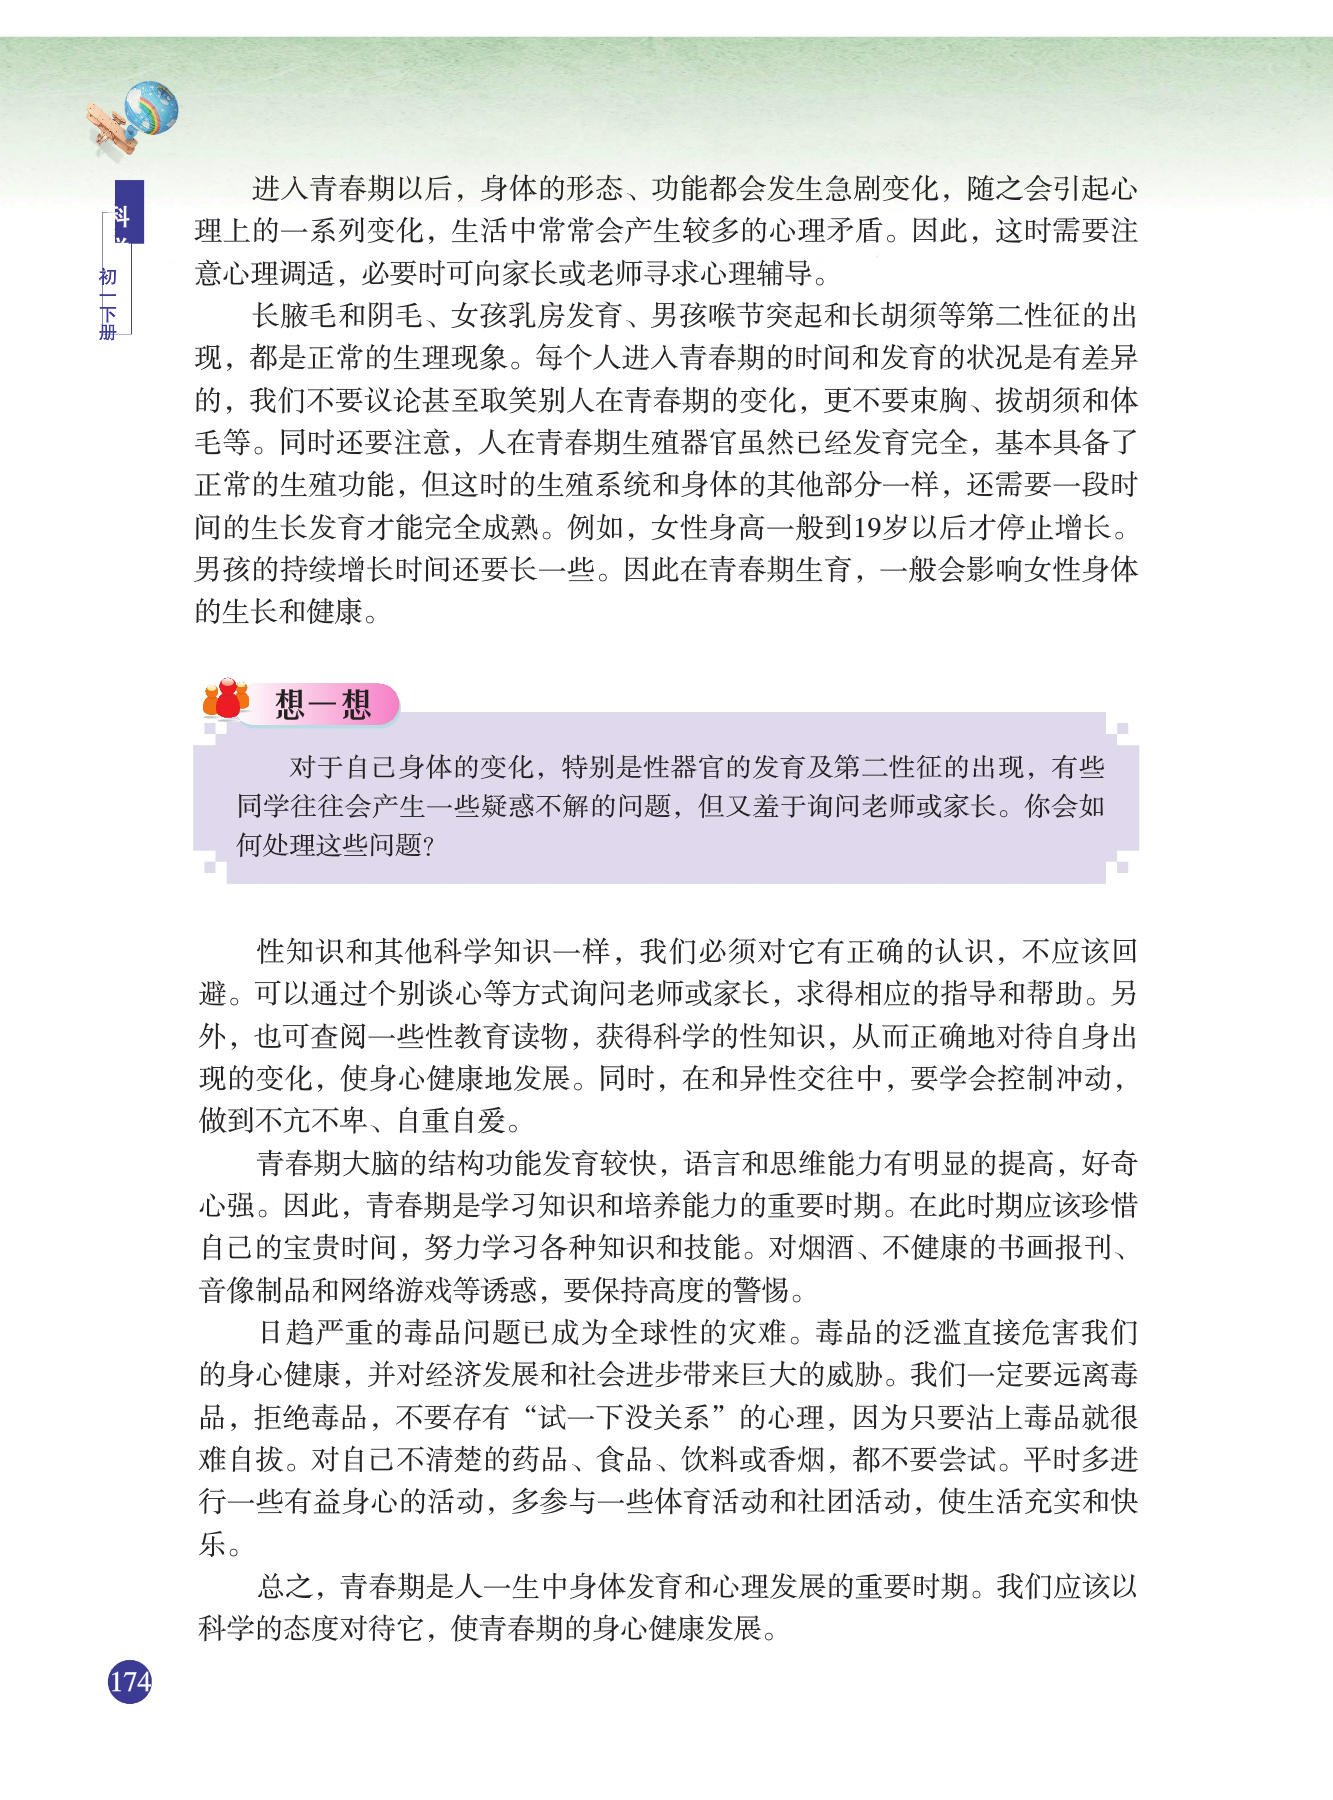 科
初一下册
进入青春期以后，身体的形态、功能都会发生急剧变化，随之会引起心
理上的一系列变化，生活中常常会产生较多的心理矛盾。因此，这时需要注
意心理调适，必要时可向家长或老师寻求心理辅导。
长腋毛和阴毛、女孩乳房发育、男孩喉节突起和长胡须等第二性征的出
现，都是正常的生理现象。每个人进入青春期的时间和发育的状况是有差异
的，我们不要议论甚至取笑别人在青春期的变化，更不要束胸、拔胡须和体
毛等。同时还要注意，人在青春期生殖器官虽然已经发育完全，基本具备了
正常的生殖功能，但这时的生殖系统和身体的其他部分一样，还需要一段时
间的生长发育才能完全成熟。例如，女性身高一般到19岁以后才停止增长。
男孩的持续增长时间还要长一些。因此在青春期生育，一般会影响女性身体
的生长和健康。
想一想
对于自己身体的变化，特别是性器官的发育及第二性征的出现，有些
同学往往会产生一些疑惑不解的问题，但又羞于询问老师或家长。你会如
何处理这些问题？
性知识和其他科学知识一样，我们必须对它有正确的认识，不应该回
避。可以通过个别谈心等方式询问老师或家长，求得相应的指导和帮助。另
外，也可查阅一些性教育读物，获得科学的性知识，从而正确地对待自身出
现的变化，使身心健康地发展。同时，在和异性交往中，要学会控制冲动，
做到不亢不卑、自重自爱。
青春期大脑的结构功能发育较快，语言和思维能力有明显的提高，好奇
心强。因此，青春期是学习知识和培养能力的重要时期。在此时期应该珍惜
自己的宝贵时间，努力学习各种知识和技能。对烟酒、不健康的书画报刊、
音像制品和网络游戏等诱惑，要保持高度的警惕。
日趋严重的毒品问题已成为全球性的灾难。毒品的泛滥直接危害我们
的身心健康，并对经济发展和社会进步带来巨大的威胁。我们一定要远离毒
品，拒绝毒品，不要存有“试一下没关系”的心理，因为只要沾上毒品就很
难自拔。对自己不清楚的药品、食品、饮料或香烟，都不要尝试。平时多进
行一些有益身心的活动，多参与一些体育活动和社团活动，使生活充实和快
乐。
总之，青春期是人一生中身体发育和心理发展的重要时期。我们应该以
科学的态度对待它，使青春期的身心健康发展。
174